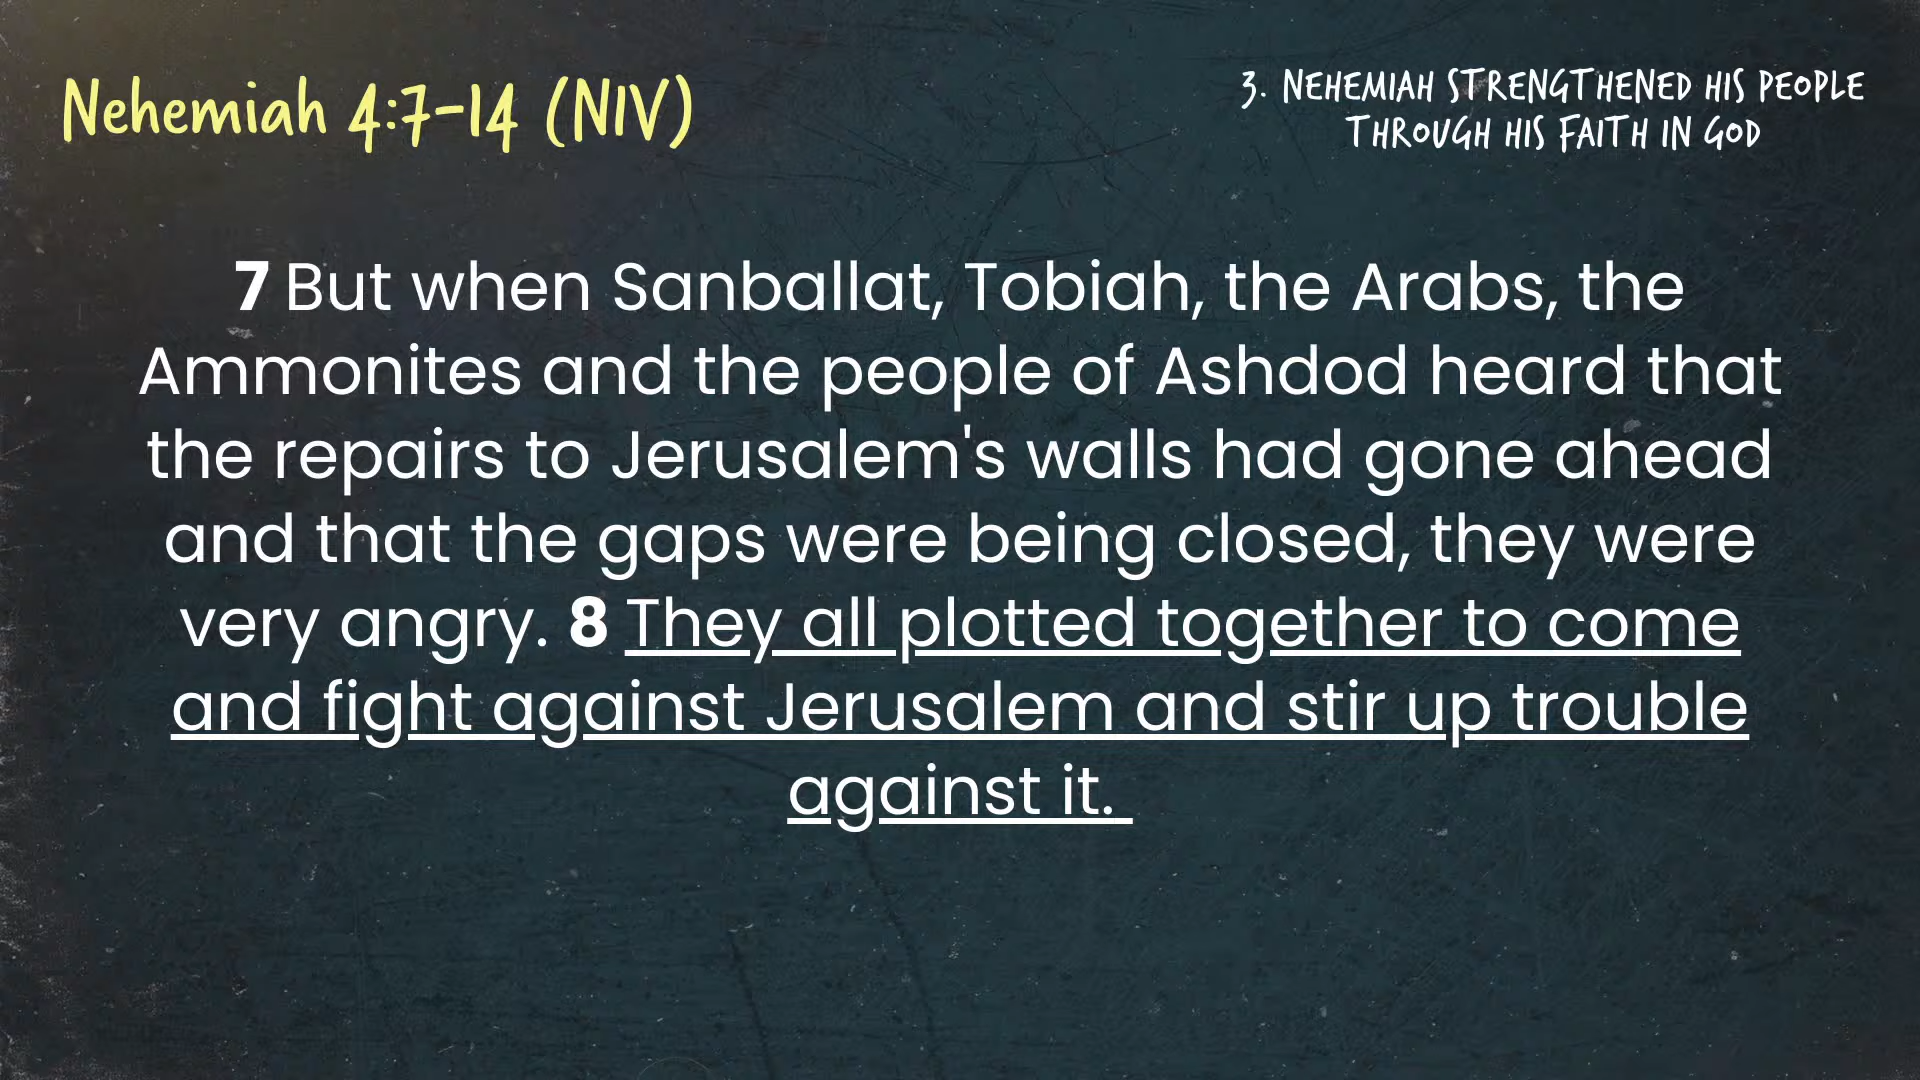 Nehemiah 4:7-14 (NIV)
3. NEHEMIAH STRENGTHENED HIS PEOPLE
THROUGH HIS FAITH IN GOD
7 But when Sanballat, Tobiah, the Arabs, the
Ammonites and the people of Ashdod heard that
the repairs to Jerusalem's walls had gone ahead
and that the gaps were being closed, they were
very angry. 8 They all plotted together to come
and fight against Jerusalem and stir up trouble
against it.